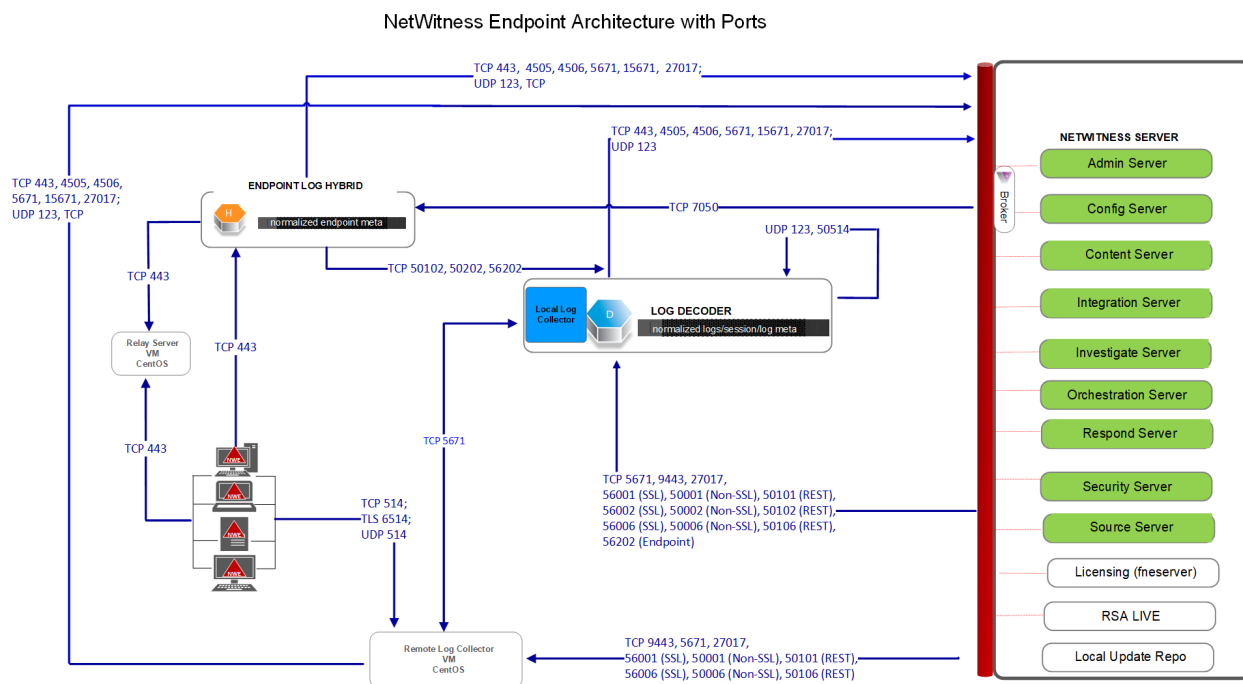 NetWitness Endpoint Architecture with Ports
TCP 443, 4505, 4506, 5671, 15671, 27017;
UDP 123, TCP
TCP 443, 4505, 4506, 5671, 15671, 27017;
UDP 123
TCP 443, 4505, 4506,
5671, 15671, 27017;
UDP 123, TCP
ENDPOINT LOG HYBRID
H
normalized endpoint meta
TCP 7050
UDP 123, 50514
TCP 443
TCP 50102, 50202, 56202
Local Log
Collector
D
LOG DECODER
normalized logs/session/log meta
Relay Server
VM
CentOS
TCP 443
TCP 443
TCP 5671
NWE
NWE
NWE
NWE
TCP 514;
TLS 6514;
UDP 514
TCP 5671, 9443, 27017,
56001 (SSL), 50001 (Non-SSL), 50101 (REST),
56002 (SSL), 50002 (Non-SSL), 50102 (REST),
56006 (SSL), 50006 (Non-SSL), 50106 (REST),
56202 (Endpoint)
Remote Log Collector
VM
CentOS
TCP 9443, 5671, 27017,
56001 (SSL), 50001 (Non-SSL), 50101 (REST),
56006 (SSL), 50006 (Non-SSL), 50106 (REST)
NETWITNESS SERVER
Broker
Admin Server
Config Server
Content Server
Integration Server
Investigate Server
Orchestration Server
Respond Server
Security Server
Source Server
Licensing (fneserver)
RSA LIVE
Local Update Repo